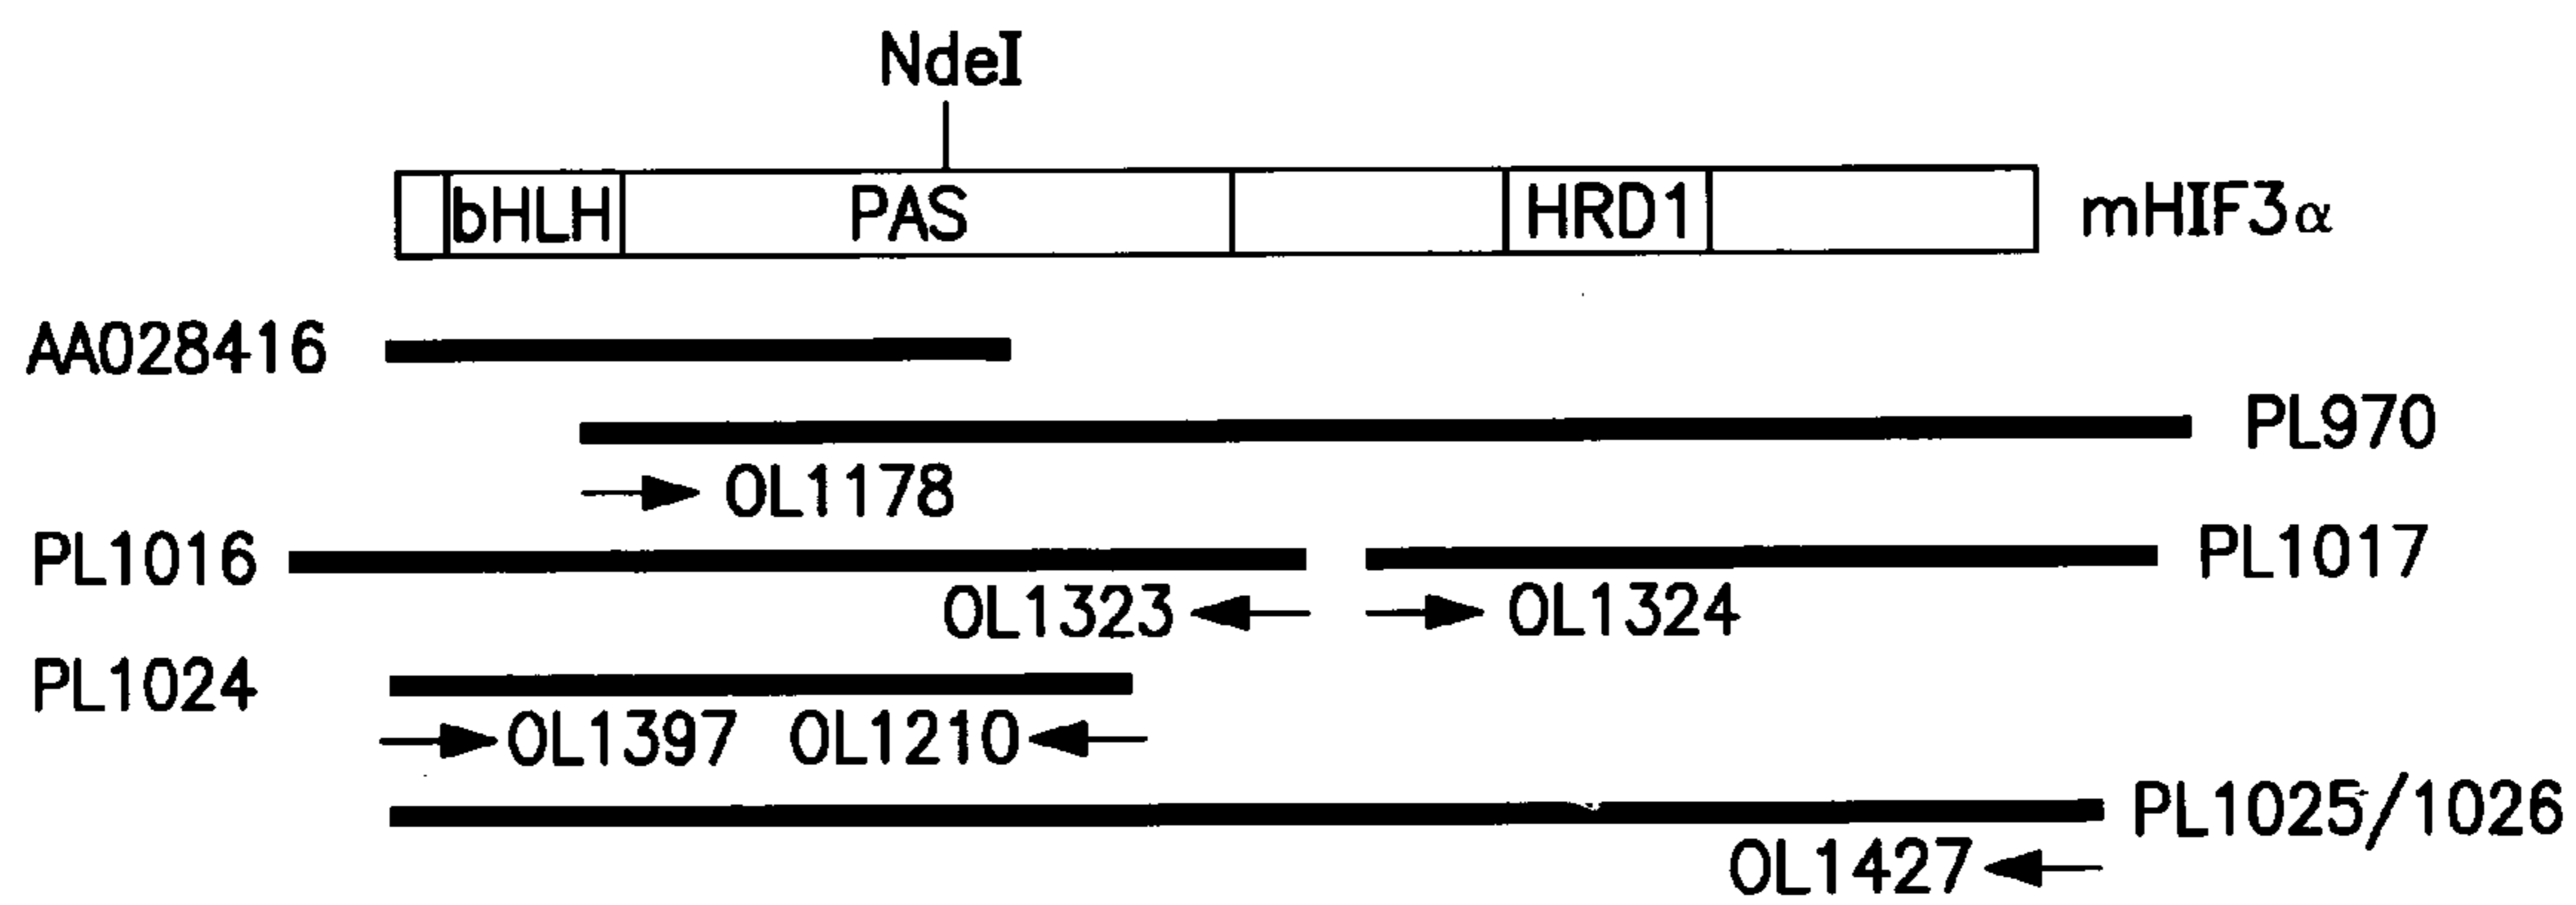 NdeI
bHLH PAS HRD1 mHIF3α
AA028416
PL970
OL1178
PL1016 PL1017
OL1323 OL1324
PL1024
OL1397 OL1210
PL1025/1026
OL1427